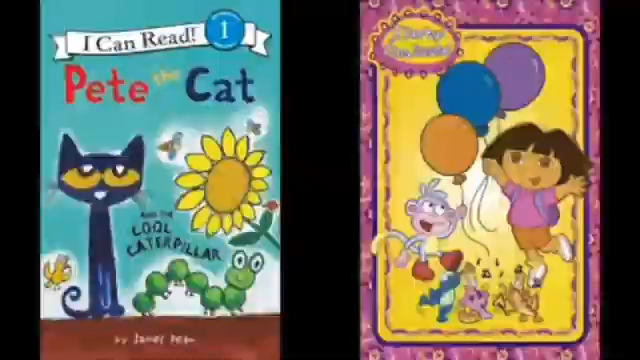 I Can Read!
1
Pete the Cat
AND THE
COOL
CATERPILLAR
by James Dean